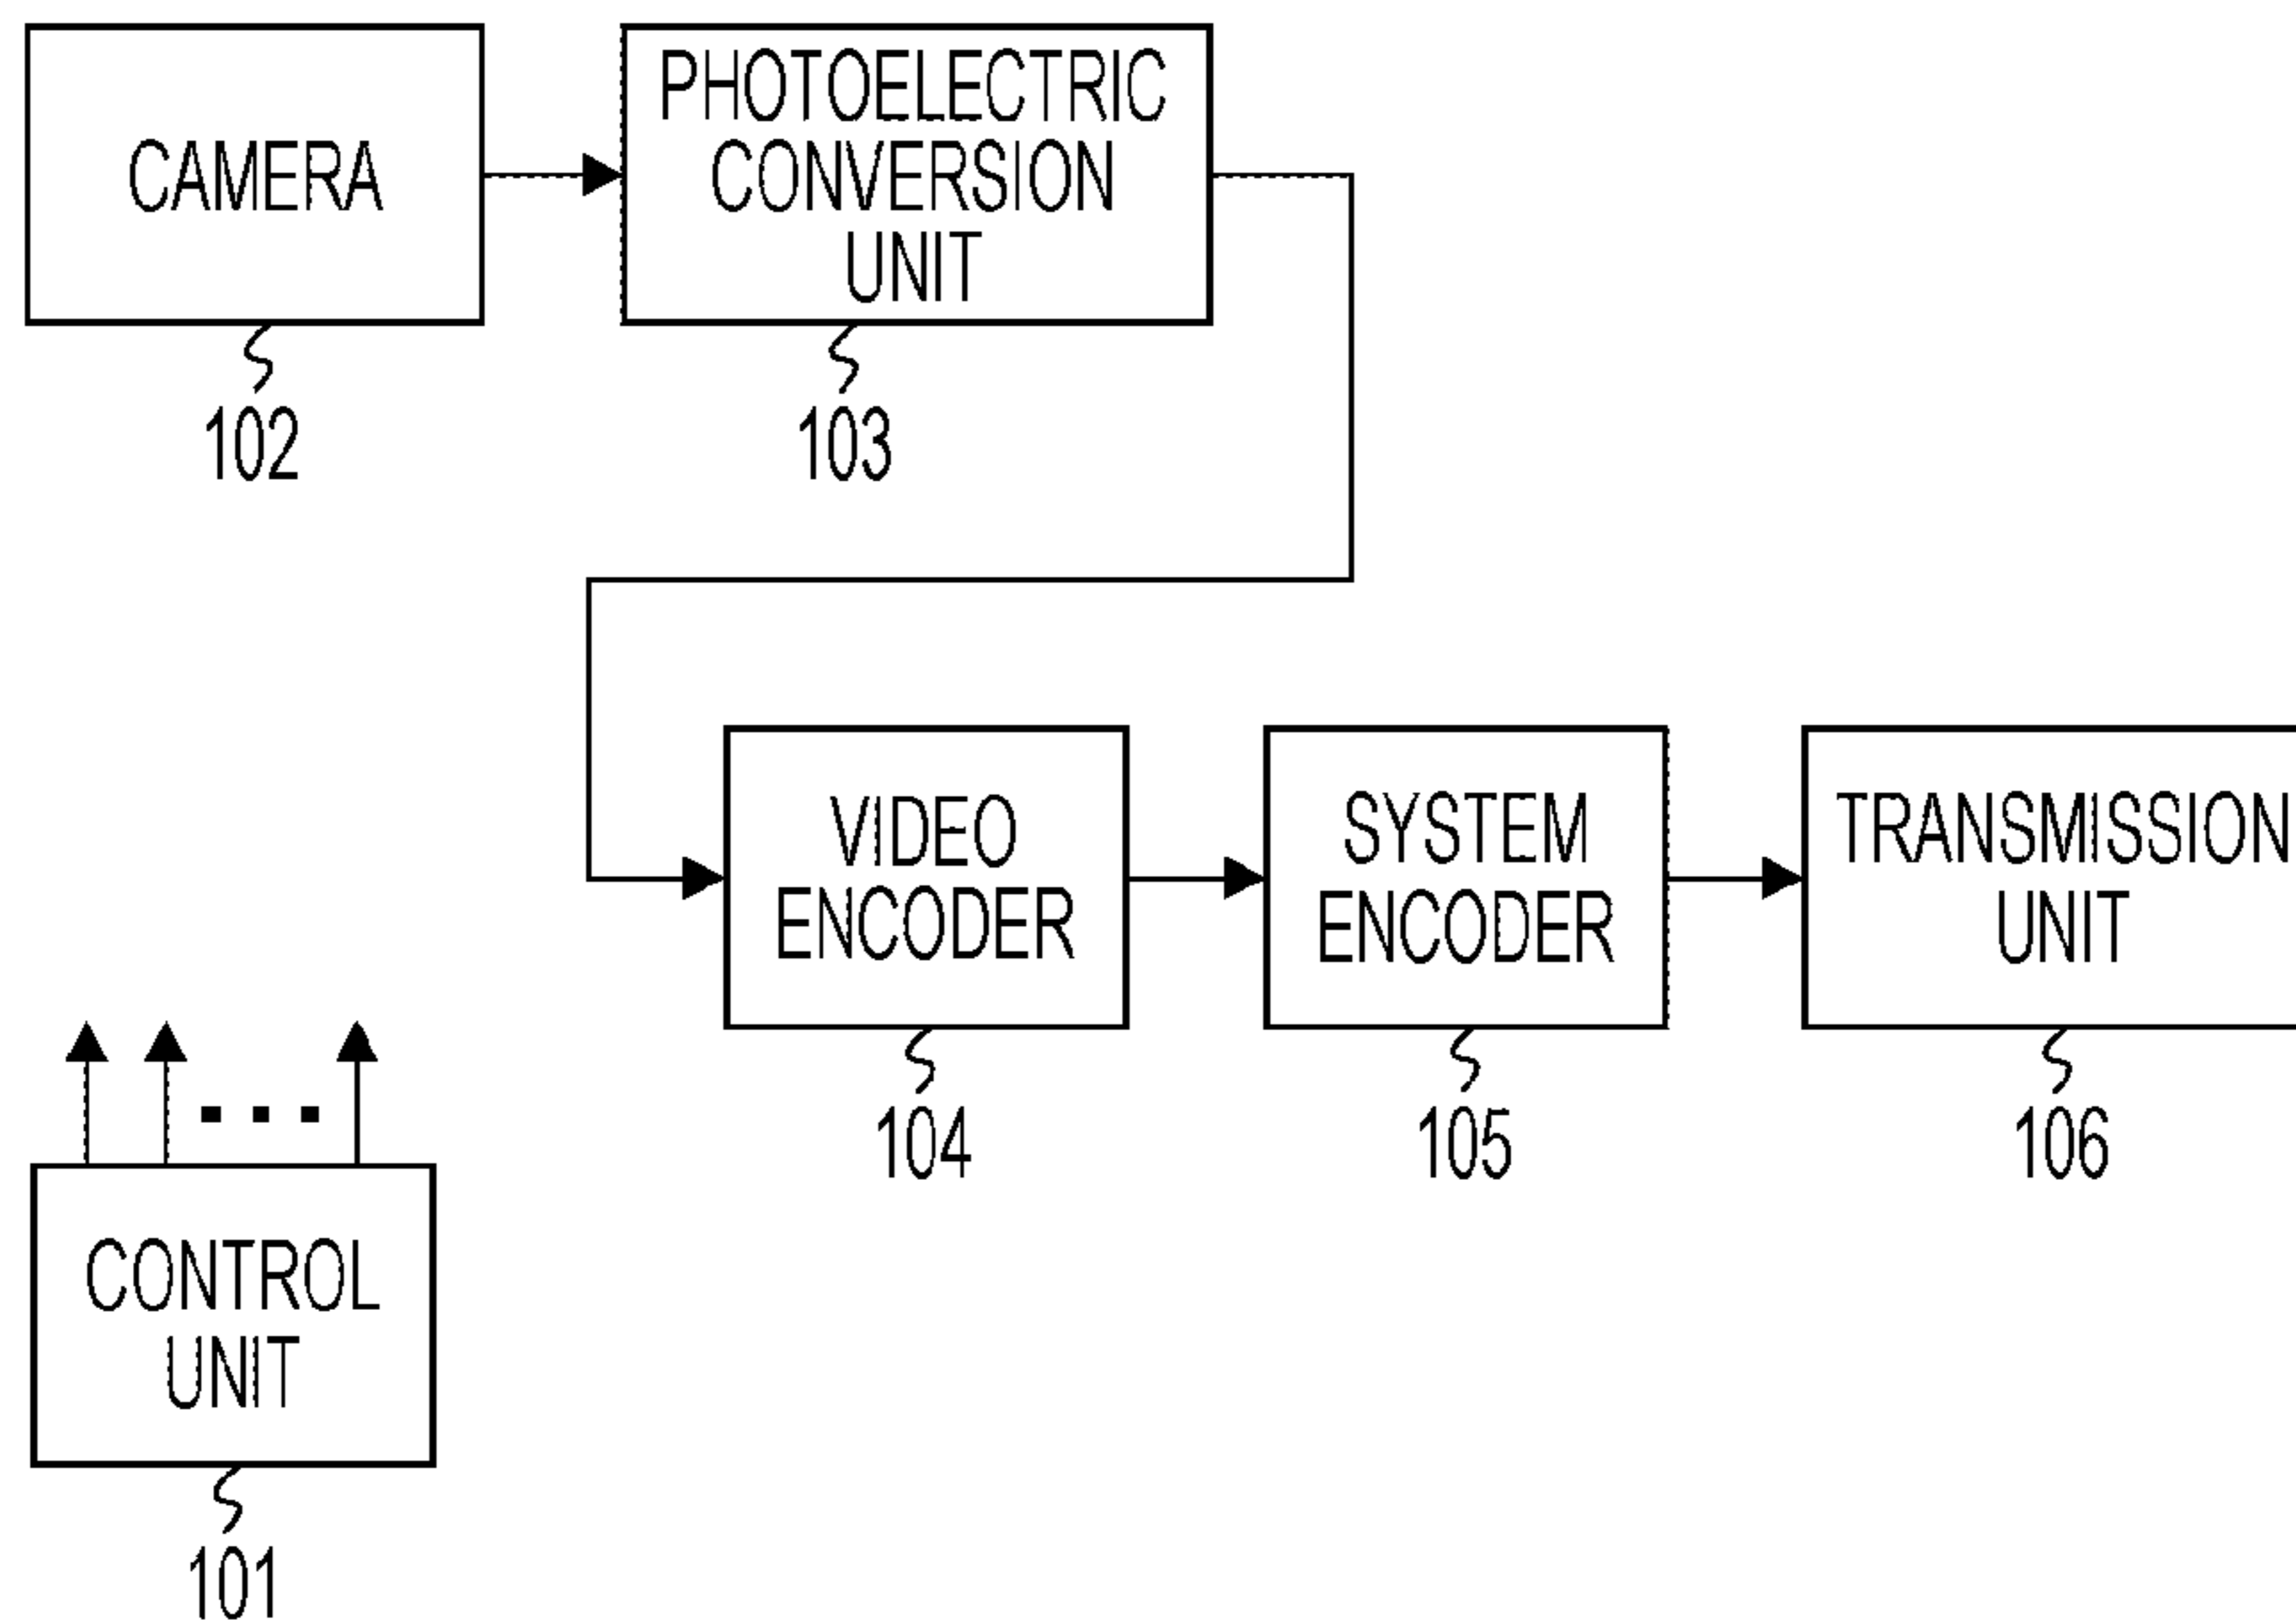 CAMERA
102
PHOTOELECTRIC
CONVERSION
UNIT
103
VIDEO
ENCODER
104
SYSTEM
ENCODER
105
TRANSMISSION
UNIT
106
CONTROL
UNIT
101